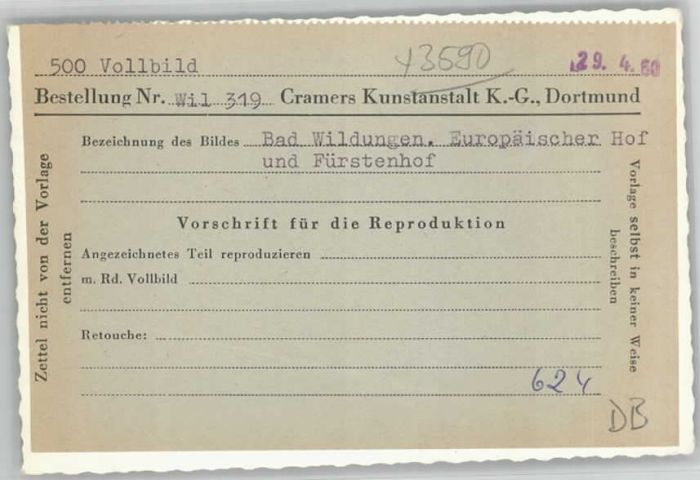 500 Vollbild 13590 29. 4. 60
Bestellung Nr. Wil 319 Cramers Kunstanstalt K.-G., Dortmund
Bezeichnung des Bildes Bad Wildungen. Europäischer Hof
und Fürstenhof
Vorschrift für die Reproduktion
Angezeichnetes Teil reproduzieren
m. Rd. Vollbild
Retouche:
624
DB
Zettel nicht von der Vorlage
entfernen
Vorlage selbst in keiner Weise
beschreiben